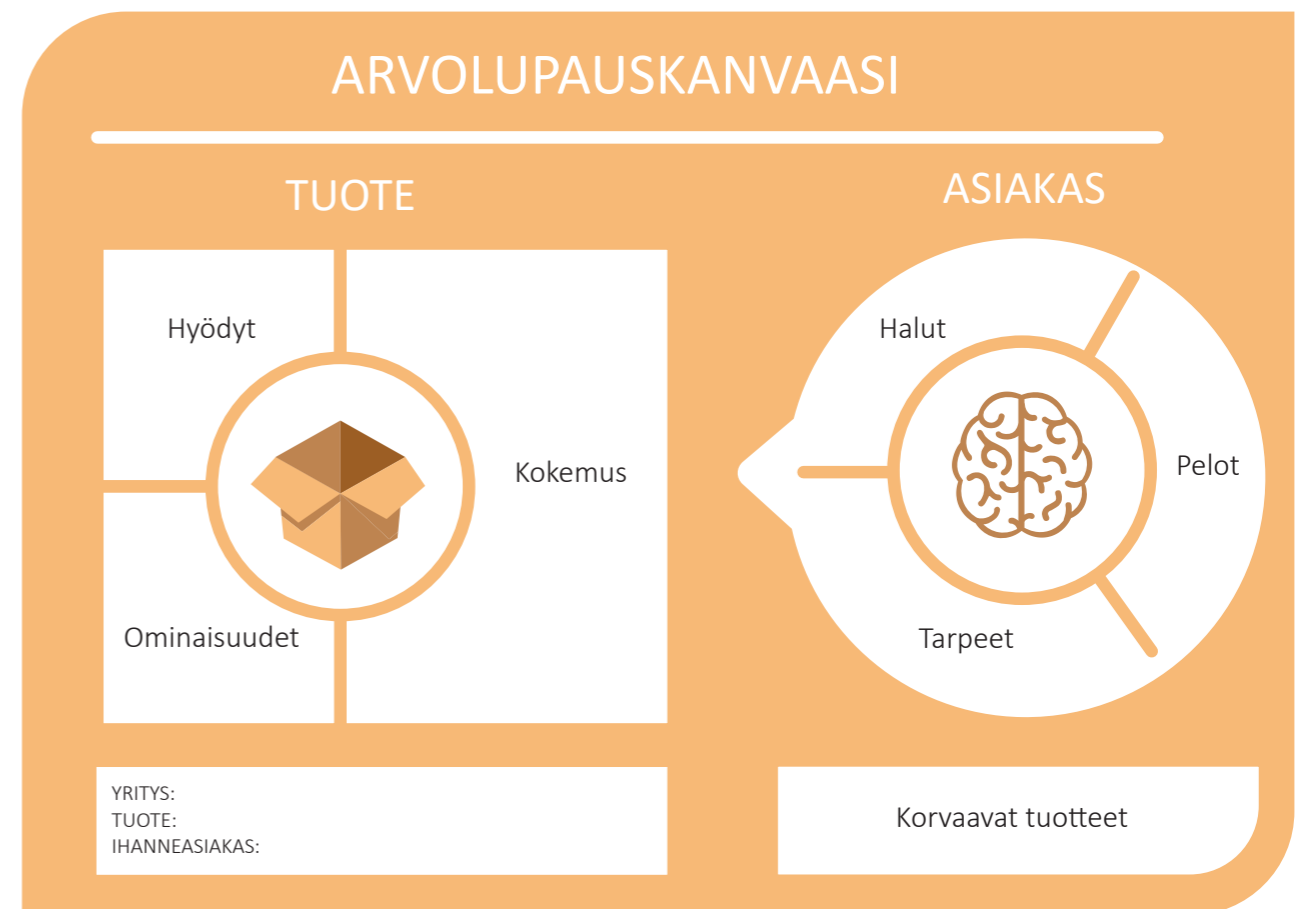 ARVOLUPAUSKANVAASI
TUOTE
Hyödyt
Kokemus
Ominaisuudet
YRITYS:
TUOTE:
IHANNEASIAKAS:
ASIAKAS
Halut
Pelot
Tarpeet
Korvaavat tuotteet